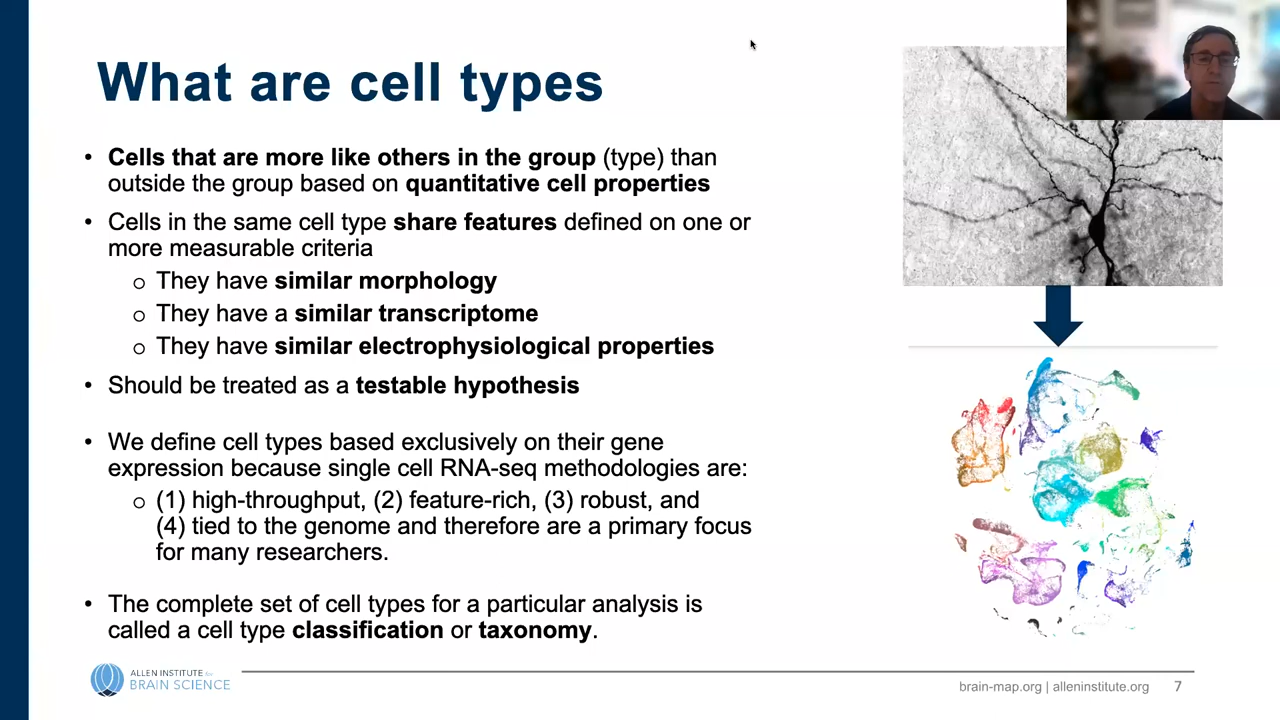 What are cell types
• Cells that are more like others in the group (type) than
outside the group based on quantitative cell properties
• Cells in the same cell type share features defined on one or
more measurable criteria
o They have similar morphology
o They have a similar transcriptome
o They have similar electrophysiological properties
• Should be treated as a testable hypothesis
• We define cell types based exclusively on their gene
expression because single cell RNA-seq methodologies are:
o (1) high-throughput, (2) feature-rich, (3) robust, and
(4) tied to the genome and therefore are a primary focus
for many researchers.
• The complete set of cell types for a particular analysis is
called a cell type classification or taxonomy.
ALLEN INSTITUTE for
BRAIN SCIENCE
brain-map.org | alleninstitute.org 7